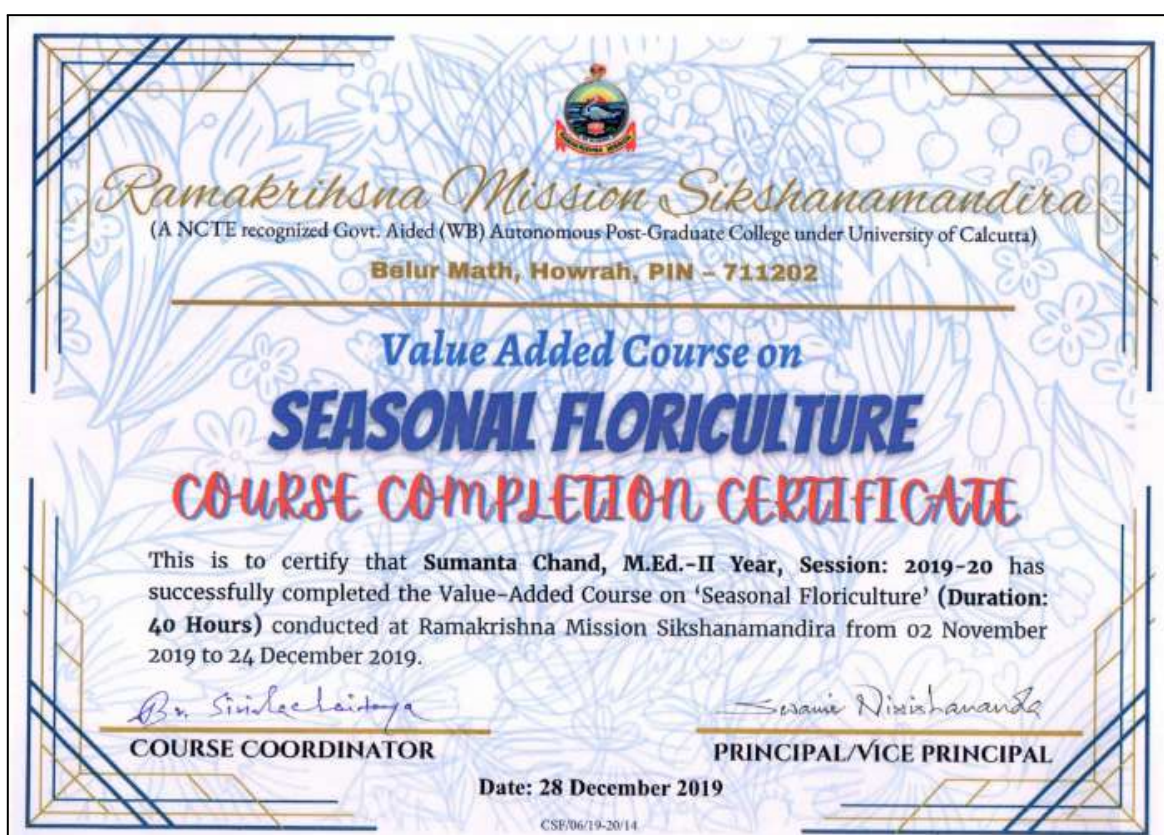 RAMAKRISHNA MISSION
Ramakrihsna Mission Sikshanamandira
(A NCTE recognized Govt. Aided (WB) Autonomous Post-Graduate College under University of Calcutta)
Belur Math, Howrah, PIN – 711202
Value Added Course on
SEASONAL FLORICULTURE
COURSE COMPLETION CERTIFICATE
This is to certify that Sumanta Chand, M.Ed.-II Year, Session: 2019-20 has
successfully completed the Value-Added Course on ‘Seasonal Floriculture’ (Duration:
40 Hours) conducted at Ramakrishna Mission Sikshanamandira from 02 November
2019 to 24 December 2019.
Br. Swami
COURSE COORDINATOR
PRINCIPAL/VICE PRINCIPAL
Date: 28 December 2019
CSF/06/19-20/14